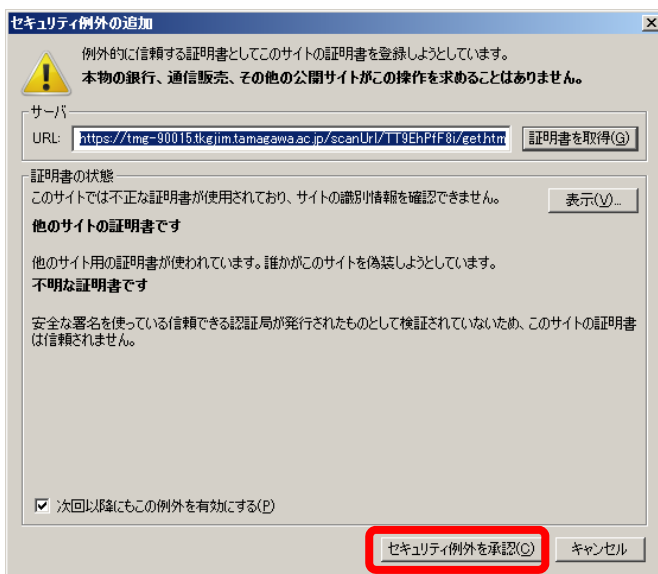 セキュリティ例外の追加
例外的に信頼する証明書としてこのサイトの証明書を登録しようとしています。
本物の銀行、通信販売、その他の公開サイトがこの操作を求めることはありません。
サーバ
URL: https://tmg-90015.tkgjim.tamagawa.ac.jp/scanUrl/TT9EhPfF8i/get.htm 証明書を取得(G)
証明書の状態
このサイトでは不正な証明書が使用されており、サイトの識別情報を確認できません。 表示(V)...
他のサイトの証明書です
他のサイト用の証明書が使われています。誰かがこのサイトを偽装しようとしています。
不明な証明書です
安全な署名を使っている信頼できる認証局が発行されたものとして検証されていないため、このサイトの証明書
は信頼されません。
次回以降にもこの例外を有効にする(P)
セキュリティ例外を承認(C) キャンセル